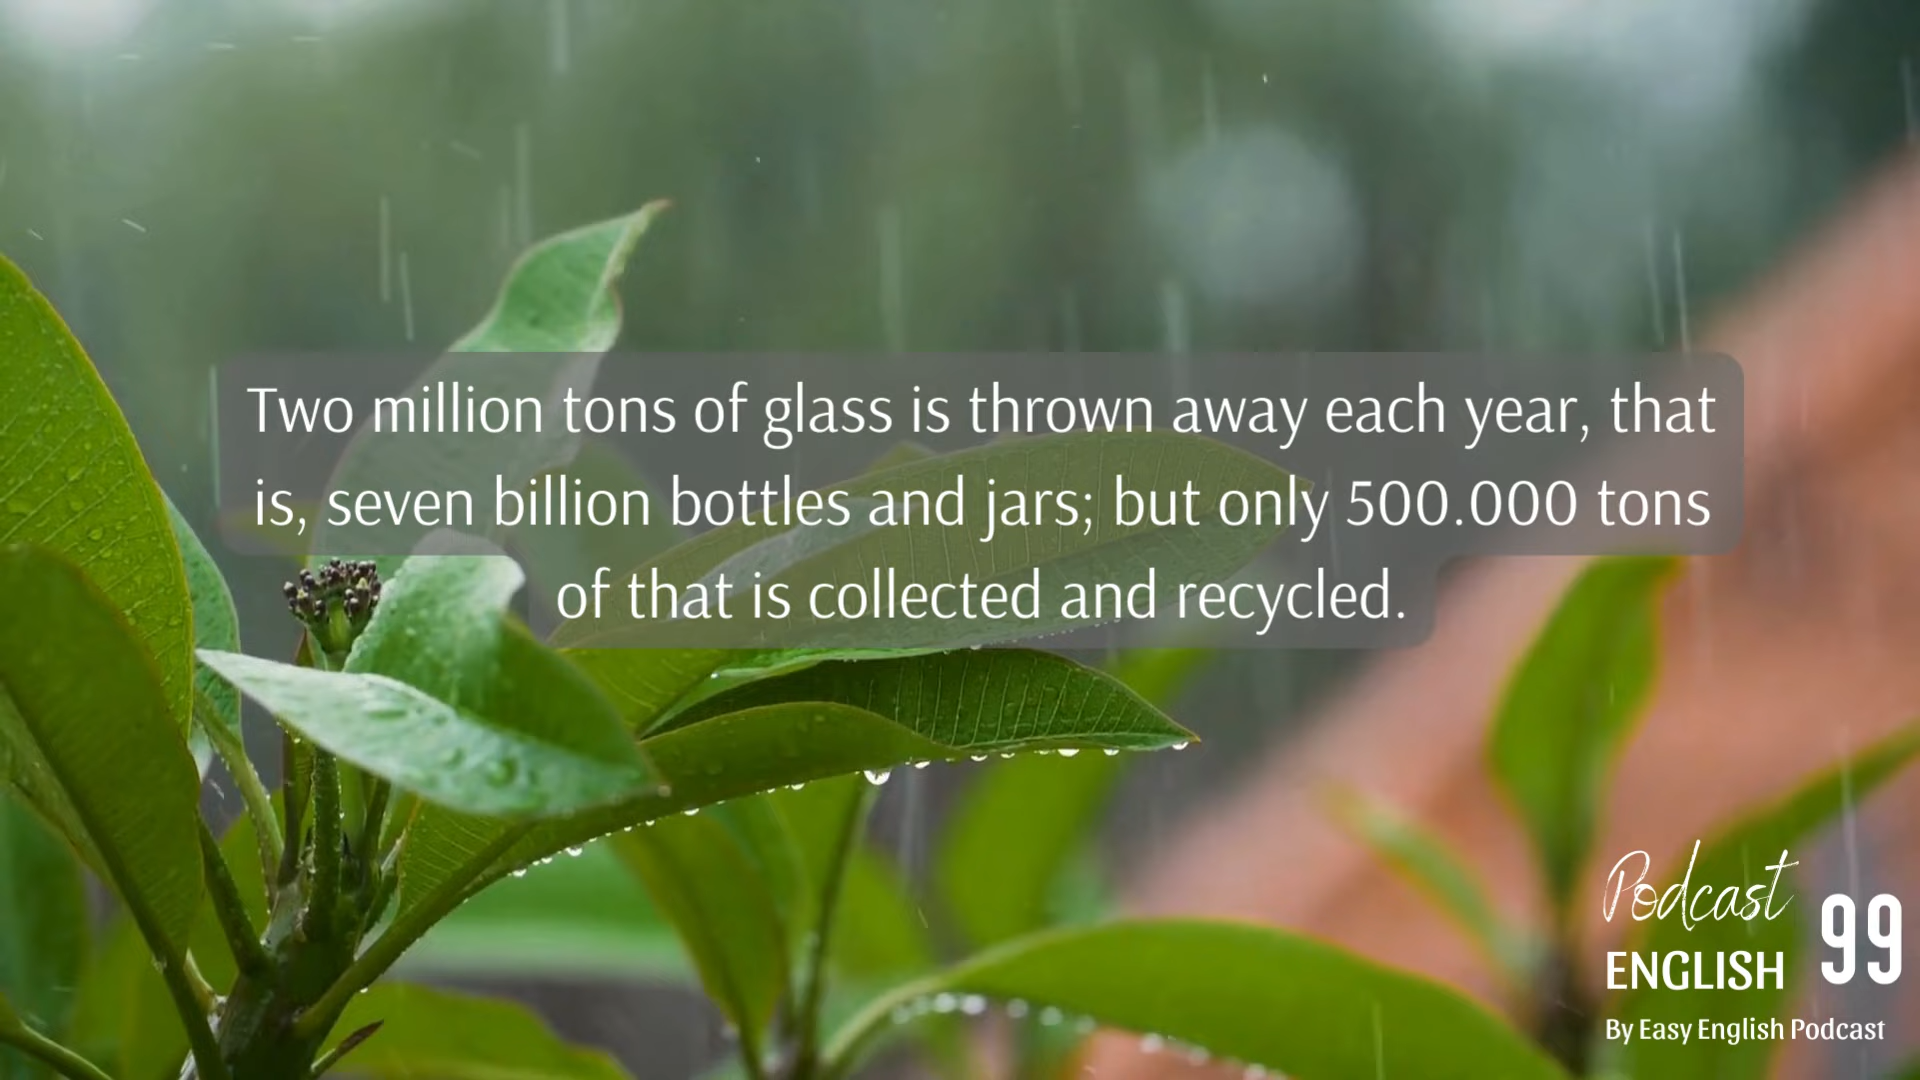 Two million tons of glass is thrown away each year, that
is, seven billion bottles and jars; but only 500.000 tons
of that is collected and recycled.
Podcast
ENGLISH 99
By Easy English Podcast